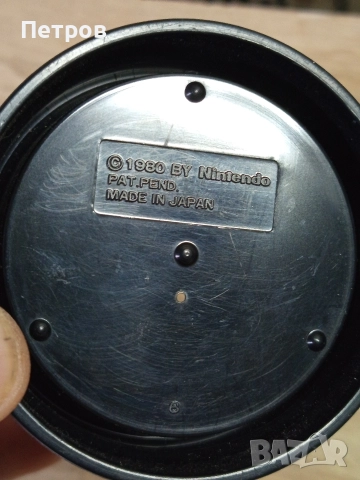 Петров
© 1980 BY Nintendo
PAT.PEND.
MADE IN JAPAN
BAZAR